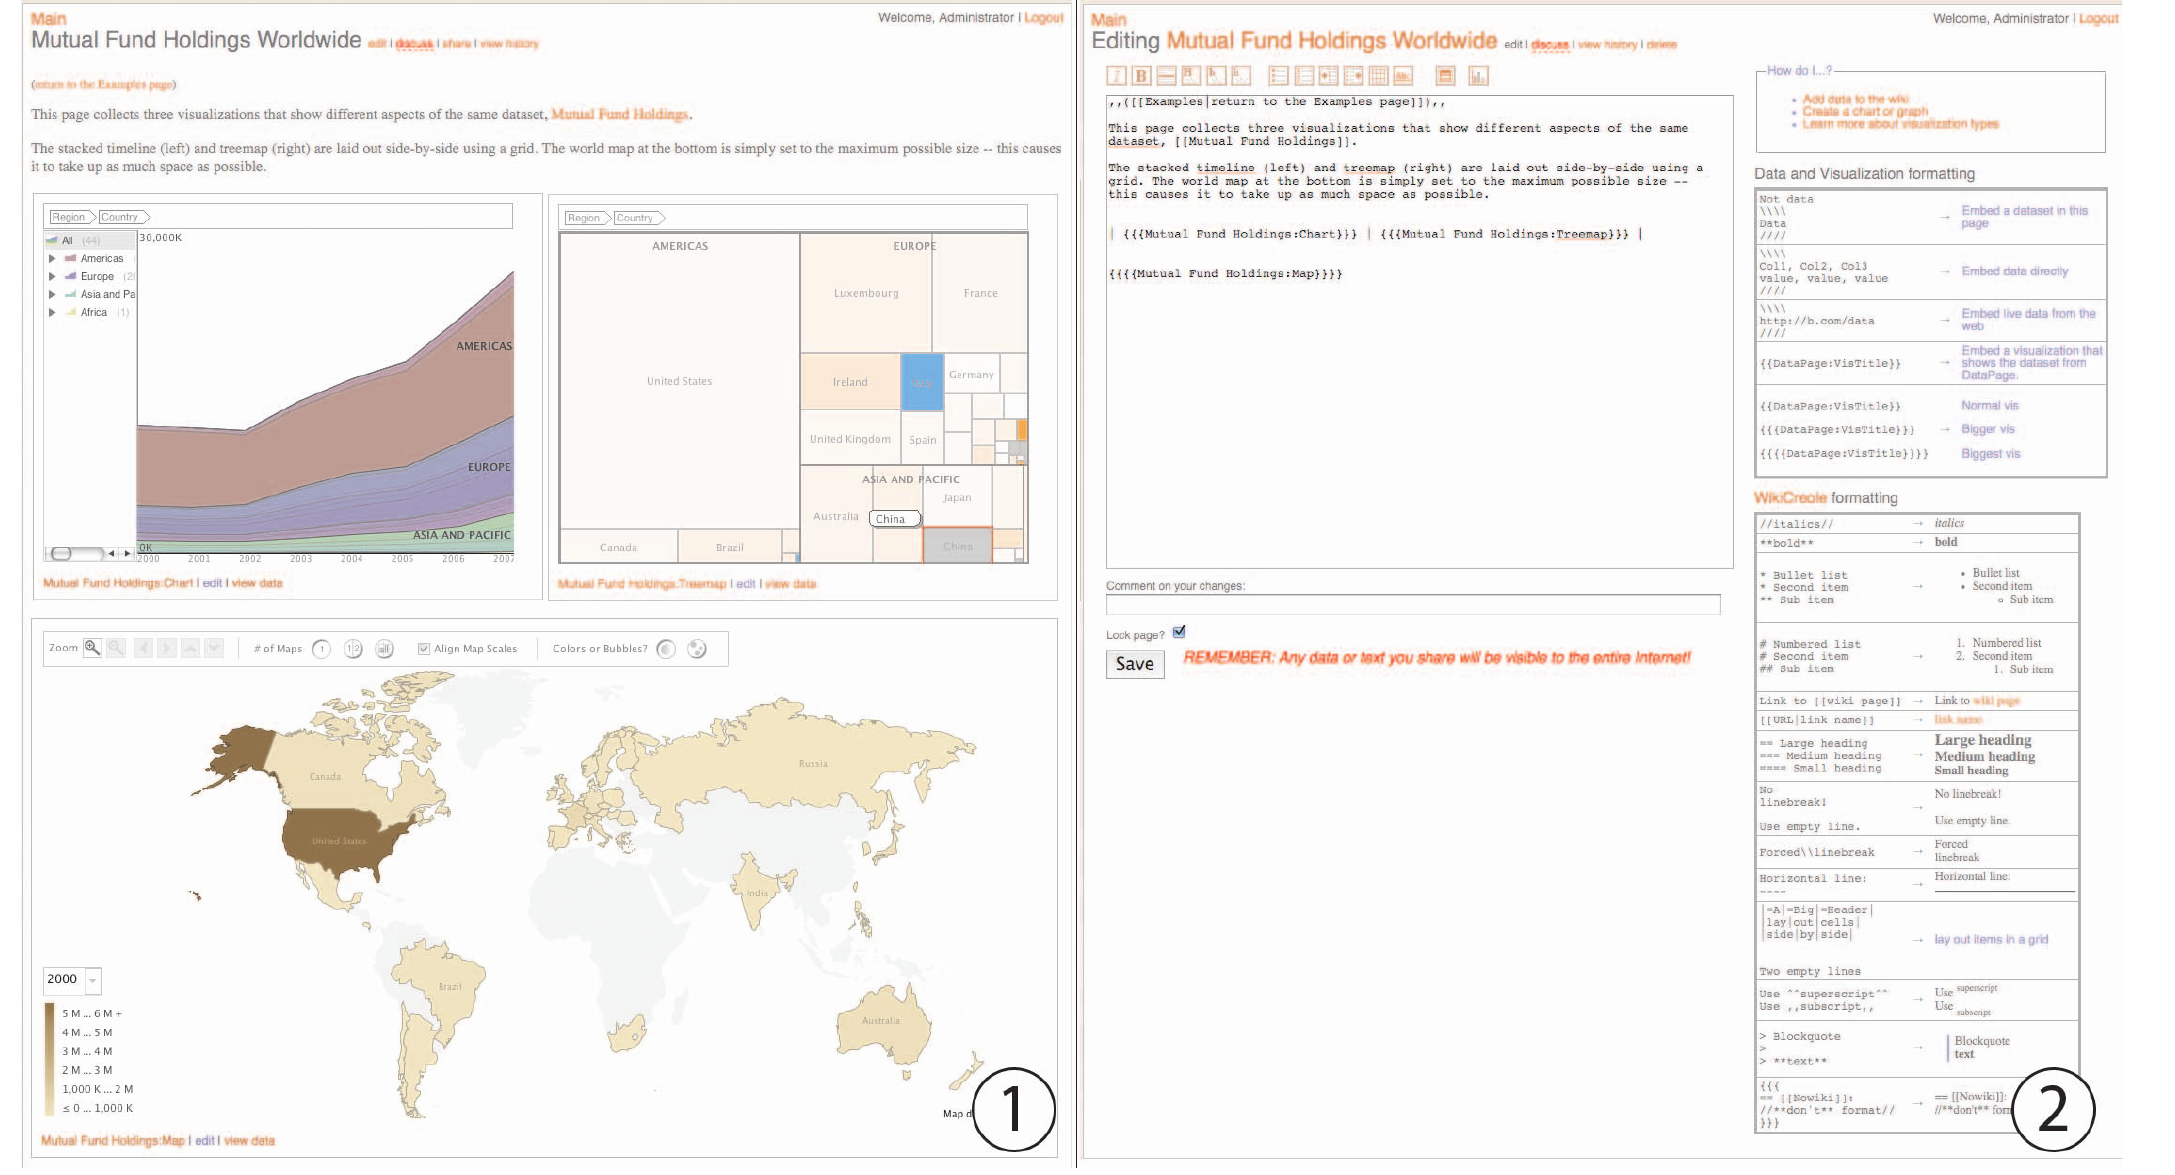 Main
Welcome, Administrator | Logout
Mutual Fund Holdings Worldwide edit | discuss | share | view history
(return to the Examples page)
This page collects three visualizations that show different aspects of the same dataset, Mutual Fund Holdings.
The stacked timeline (left) and treemap (right) are laid out side-by-side using a grid. The world map at the bottom is simply set to the maximum possible size -- this causes
it to take up as much space as possible.
Region Country
All (44)
Americas
Europe (2
Asia and Pa
Africa (1)
30,000K
AMERICAS
EUROPE
ASIA AND PACIFIC
0K
2000 2001 2002 2003 2004 2005 2006 2007
Mutual Fund Holdings:Chart | edit | view data
Region Country
AMERICAS
EUROPE
Luxembourg
France
United States
Ireland
Germany
United Kingdom
Spain
ASIA AND PACIFIC
Japan
Australia
China
China
Canada
Brazil
Mutual Fund Holdings:Treemap | edit | view data
Zoom
# of Maps 1 1|2 all
Align Map Scales
Colors or Bubbles?
Canada
Russia
United States
India
Brazil
Australia
2000
5 M ... 6 M +
4 M ... 5 M
3 M ... 4 M
2 M ... 3 M
1,000 K ... 2 M
≤ 0 ... 1,000 K
Map d
1
Mutual Fund Holdings:Map | edit | view data
Main
Welcome, Administrator | Logout
Editing Mutual Fund Holdings Worldwide edit | discuss | view history | delete
I B
ABC
,,([[Examples|return to the Examples page]]),,
This page collects three visualizations that show different aspects of the same
dataset, [[Mutual Fund Holdings]].
The stacked timeline (left) and treemap (right) are laid out side-by-side using a
grid. The world map at the bottom is simply set to the maximum possible size --
this causes it to take up as much space as possible.
| {{{Mutual Fund Holdings:Chart}}} | {{{Mutual Fund Holdings:Treemap}}} |
{{{{Mutual Fund Holdings:Map}}}}
Comment on your changes:
Lock page?
Save
REMEMBER: Any data or text you share will be visible to the entire Internet!
How do I...?
• Add data to the wiki
• Create a chart or graph
• Learn more about visualization types
Data and Visualization formatting
Not data
\\\\
Data
////
→ Embed a dataset in this
page
\\\\
Col1, Col2, Col3
value, value, value
////
→ Embed data directly
\\\\
http://b.com/data
////
→ Embed live data from the
web
{{DataPage:VisTitle}}
→ Embed a visualization that
shows the dataset from
DataPage.
{{DataPage:VisTitle}} Normal vis
{{{DataPage:VisTitle}}} → Bigger vis
{{{{DataPage:VisTitle}}}} Biggest vis
WikiCreole formatting
//italics// → italics
**bold** → bold
* Bullet list
* Second item
** Sub item
→
• Bullet list
• Second item
◦ Sub item
# Numbered list
# Second item
## Sub item
→
1. Numbered list
2. Second item
1. Sub item
Link to [[wiki page]] → Link to wiki page
[[URL|link name]] → link name
== Large heading
=== Medium heading
==== Small heading
→
Large heading
Medium heading
Small heading
No
linebreak!
Use empty line.
→
No linebreak!
Use empty line.
Forced\\linebreak →
Forced
linebreak
Horizontal line:
----
→ Horizontal line:
|=A|=Big|=Header|
|lay|out|cells|
|side|by|side|
Two empty lines
→ lay out items in a grid
Use ^^superscript^^
Use ,,subscript,,
→
Use superscript
Use subscript
> Blockquote
>
> **text**
→
Blockquote
text
{{{
== [[Nowiki]]:
//**don't** format//
}}}
→
== [[Nowiki]]:
//**don't** form
2